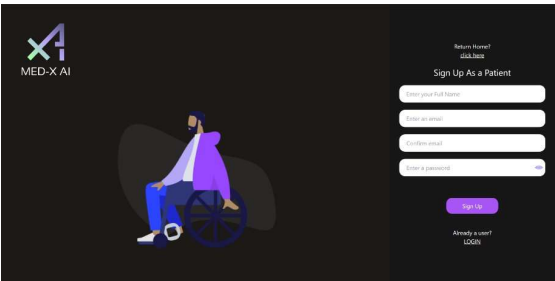 MED-X AI
Return Home?
click here
Sign Up As a Patient
Enter your Full Name
Enter an email
Confirm email
Enter a password
Sign Up
Already a user?
LOGIN